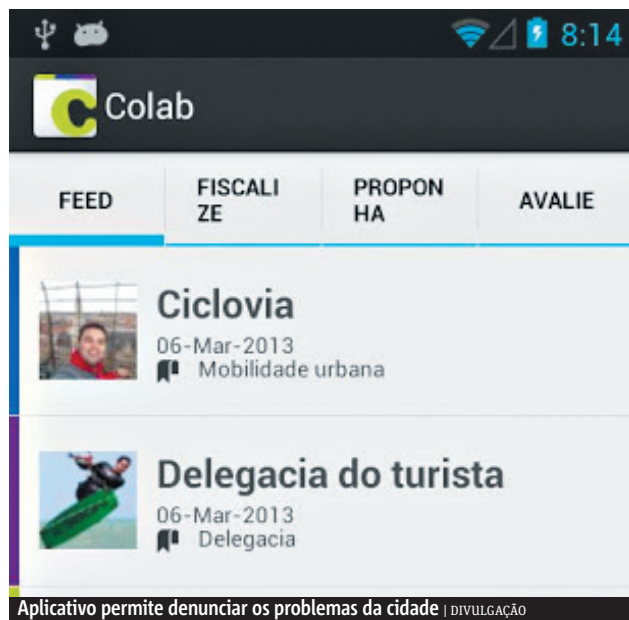 8:14
Colab
FEED
FISCALI
ZE
PROPON
HA
AVALIE
Ciclovia
06-Mar-2013
Mobilidade urbana
Delegacia do turista
06-Mar-2013
Delegacia
Aplicativo permite denunciar os problemas da cidade | DIVULGAÇÃO